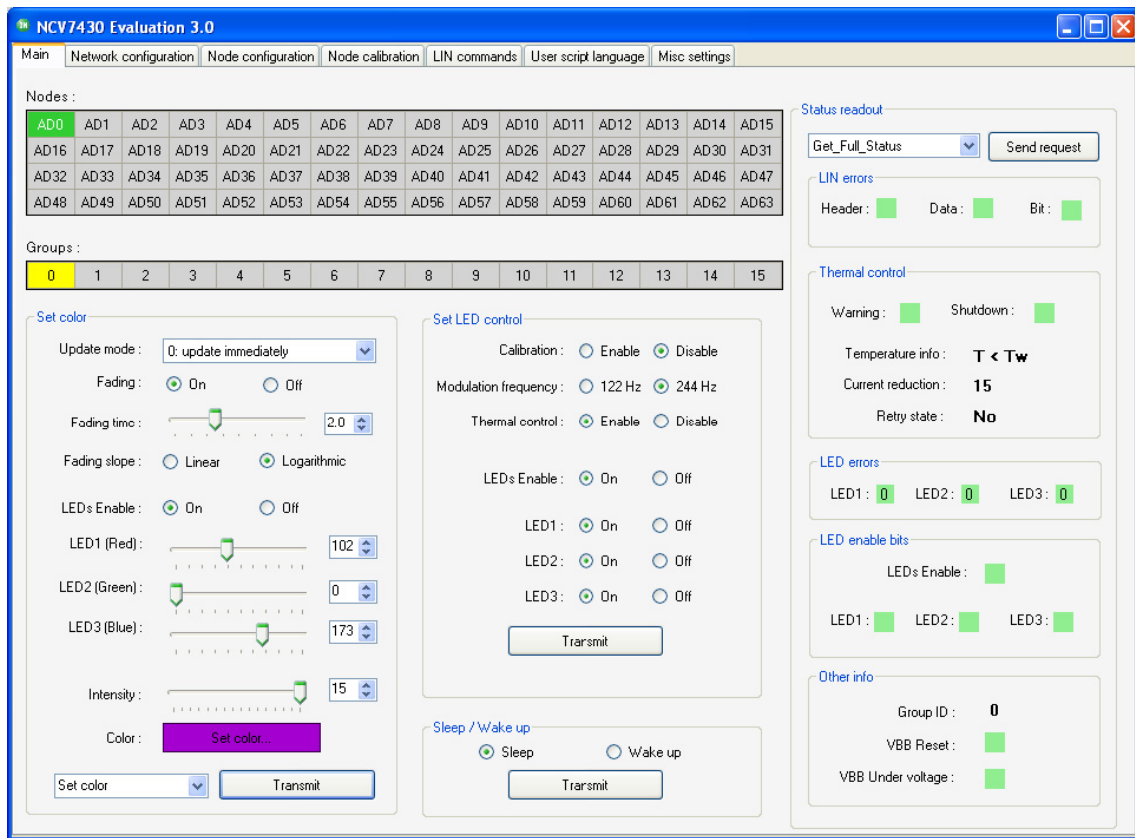 NCV7430 Evaluation 3.0
Main Network configuration Node configuration Node calibration LIN commands User script language Misc settings
Nodes :
AD0 AD1 AD2 AD3 AD4 AD5 AD6 AD7 AD8 AD9 AD10 AD11 AD12 AD13 AD14 AD15
AD16 AD17 AD18 AD19 AD20 AD21 AD22 AD23 AD24 AD25 AD26 AD27 AD28 AD29 AD30 AD31
AD32 AD33 AD34 AD35 AD36 AD37 AD38 AD39 AD40 AD41 AD42 AD43 AD44 AD45 AD46 AD47
AD48 AD49 AD50 AD51 AD52 AD53 AD54 AD55 AD56 AD57 AD58 AD59 AD60 AD61 AD62 AD63
Groups :
0 1 2 3 4 5 6 7 8 9 10 11 12 13 14 15
Set color
Update mode : 0: update immediately
Fading : On Off
Fading time : 2.0
Fading slope : Linear Logarithmic
LEDs Enable : On Off
LED1 (Red) : 102
LED2 (Green) : 0
LED3 (Blue) : 173
Intensity : 15
Color : Set color...
Set color Transmit
Set LED control
Calibration : Enable Disable
Modulation frequency : 122 Hz 244 Hz
Thermal control : Enable Disable
LEDs Enable : On Off
LED1 : On Off
LED2 : On Off
LED3 : On Off
Transmit
Sleep / Wake up
Sleep Wake up
Transmit
Status readout
Get_Full_Status Send request
LIN errors
Header : Data : Bit :
Thermal control
Warning : Shutdown :
Temperature info : T < Tw
Current reduction : 15
Retry state : No
LED errors
LED1 : 0 LED2 : 0 LED3 : 0
LED enable bits
LEDs Enable :
LED1 : LED2 : LED3 :
Other info
Group ID : 0
VBB Reset :
VBB Under voltage :